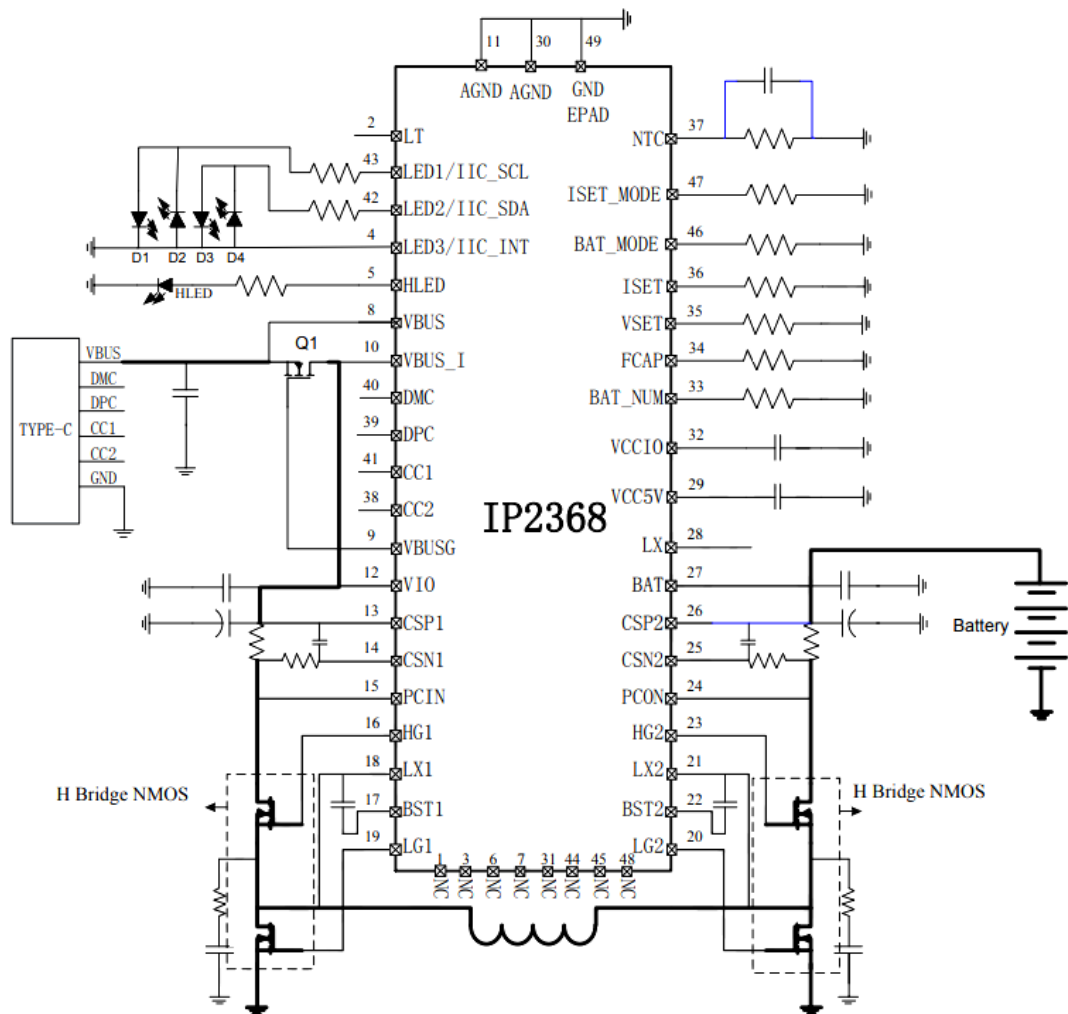 11 30 49
AGND AGND GND
EPAD
2 LT
43 LED1/IIC_SCL
42 LED2/IIC_SDA
4 LED3/IIC_INT
D1 D2 D3 D4
5 HLED
HLED
8 VBUS
Q1
10 VBUS_I
40 DMC
39 DPC
41 CC1
38 CC2
9 VBUSG
12 VIO
13 CSP1
14 CSN1
15 PCIN
16 HG1
18 LX1
17 BST1
19 LG1
TYPE-C
VBUS
DMC
DPC
CC1
CC2
GND
IP2368
NTC 37
ISET_MODE 47
BAT_MODE 46
ISET 36
VSET 35
FCAP 34
BAT_NUM 33
VCCIO 32
VCC5V 29
LX 28
BAT 27
CSP2 26
CSN2 25
PCON 24
HG2 23
LX2 21
BST2 22
LG2 20
Battery
H Bridge NMOS
H Bridge NMOS
1 3 6 7 31 44 45 48
NC NC NC NC NC NC NC NC